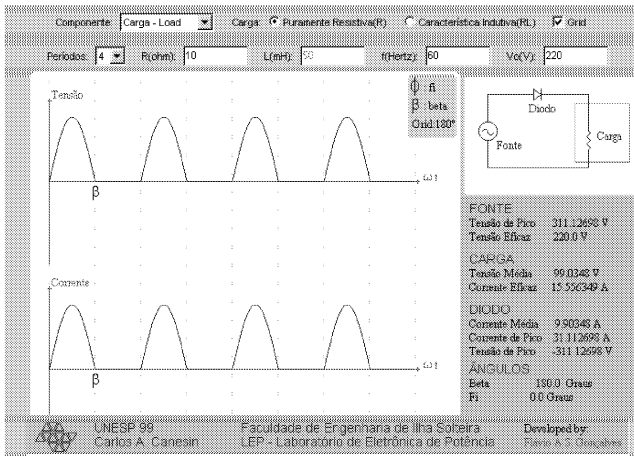 Componente: Carga - Load Carga: Puramente Resistiva(R) Característica Indutiva(RL) Grid
Períodos: 4 R(ohm): 10 L(mH): 50 f(Hertz): 60 Vo(V): 220
Tensão
ϕ : fi
β : beta
Grid:180°
ωt
β
Corrente
ωt
β
Diodo
Fonte
Carga
FONTE
Tensão de Pico 311.12698 V
Tensão Eficaz 220.0 V
CARGA
Tensão Média 99.0348 V
Corrente Eficaz 15.556349 A
DIODO
Corrente Média 9.90348 A
Corrente de Pico 31.112698 A
Tensão de Pico -311.12698 V
ÂNGULOS
Beta 180.0 Graus
Fi 0.0 Graus
UNESP 99 Faculdade de Engenharia de Ilha Solteira Developed by:
Carlos A. Canesin LEP - Laboratório de Eletrônica de Potência Flávio A. S. Gonçalves